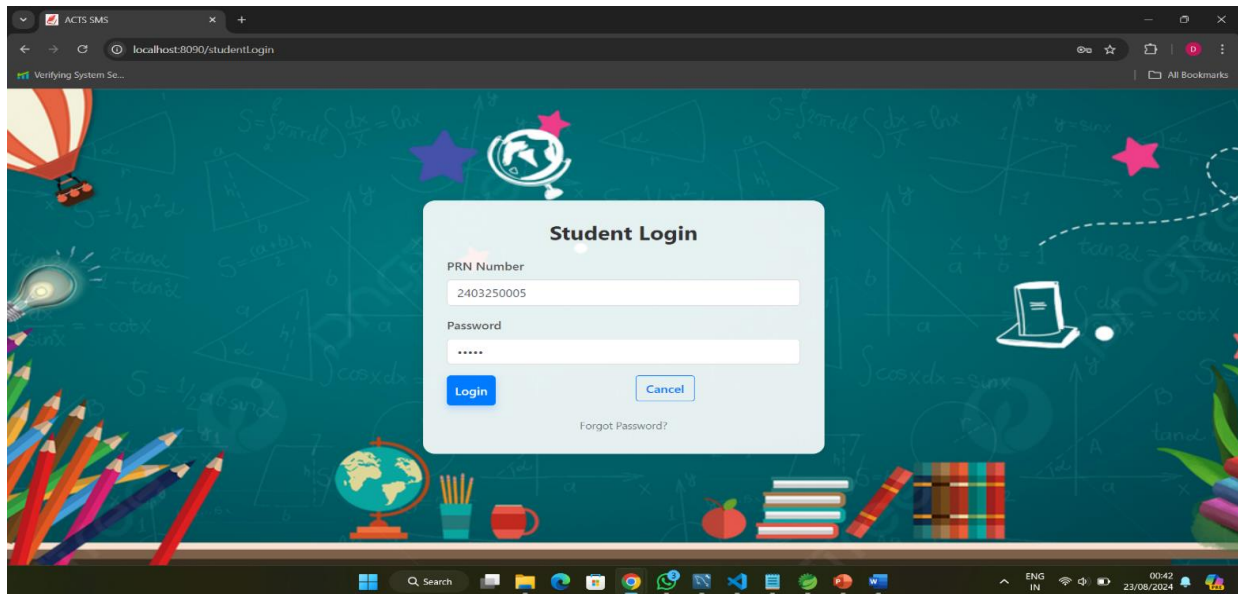 ACTS SMS
localhost:8090/studentLogin
Verifying System Se...
All Bookmarks
Student Login
PRN Number
2403250005
Password
•••••
Login
Cancel
Forgot Password?
Search
ENG
IN
00:42
23/08/2024